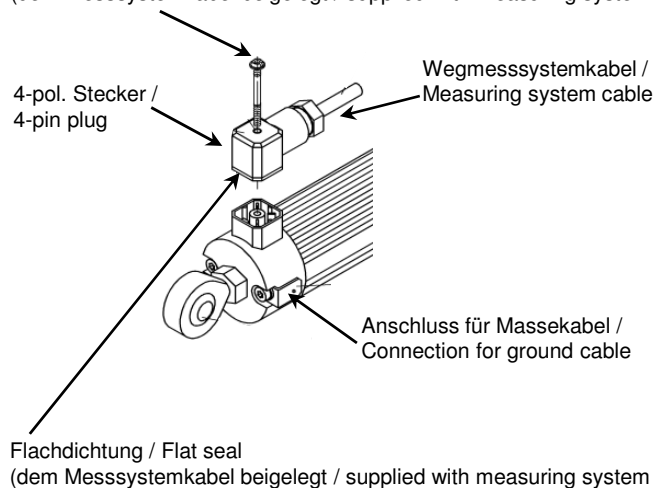 4-pol. Stecker /
4-pin plug
Wegmesssystemkabel /
Measuring system cable
Anschluss für Massekabel /
Connection for ground cable
Flachdichtung / Flat seal
(dem Messsystemkabel beigelegt / supplied with measuring system